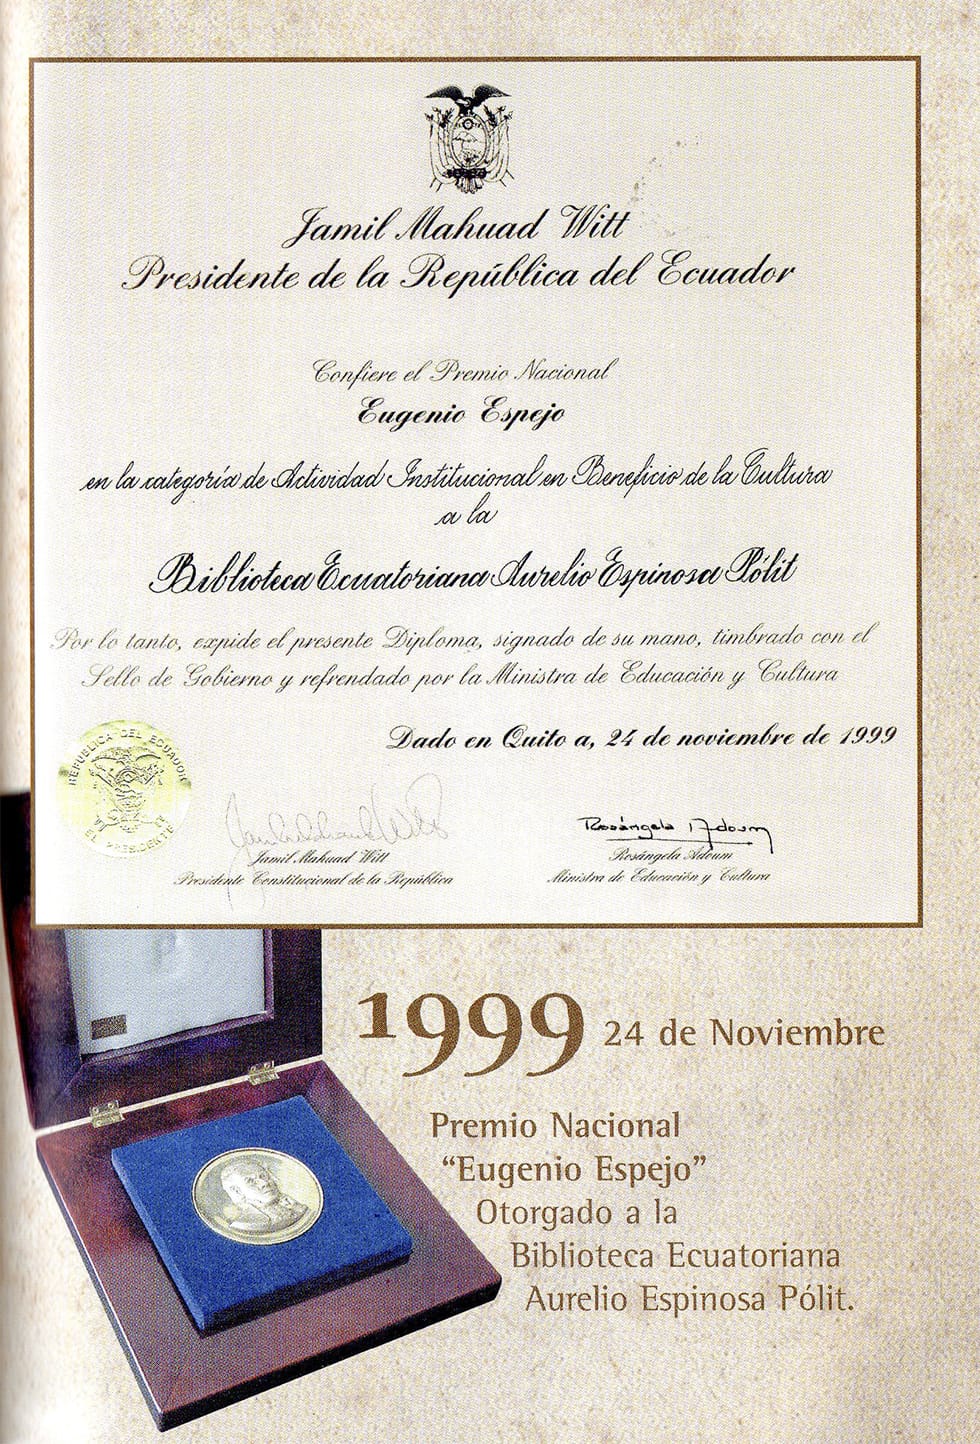 Jamil Mahuad Witt
Presidente de la República del Ecuador
Confiere el Premio Nacional
Eugenio Espejo
en la categoría de Actividad Institucional en Beneficio de la Cultura
a la
Biblioteca Ecuatoriana Aurelio Espinosa Pólit
Por lo tanto, expide el presente Diploma, signado de su mano, timbrado con el
Sello de Gobierno y refrendado por la Ministra de Educación y Cultura
Dado en Quito a, 24 de noviembre de 1999
REPUBLICA DEL ECUADOR
EL PRESIDENTE
Jamil Mahuad Witt
Rosángela Adoum
Jamil Mahuad Witt
Presidente Constitucional de la República
Rosángela Adoum
Ministra de Educación y Cultura
1999 24 de Noviembre
Premio Nacional
“Eugenio Espejo”
Otorgado a la
Biblioteca Ecuatoriana
Aurelio Espinosa Pólit.